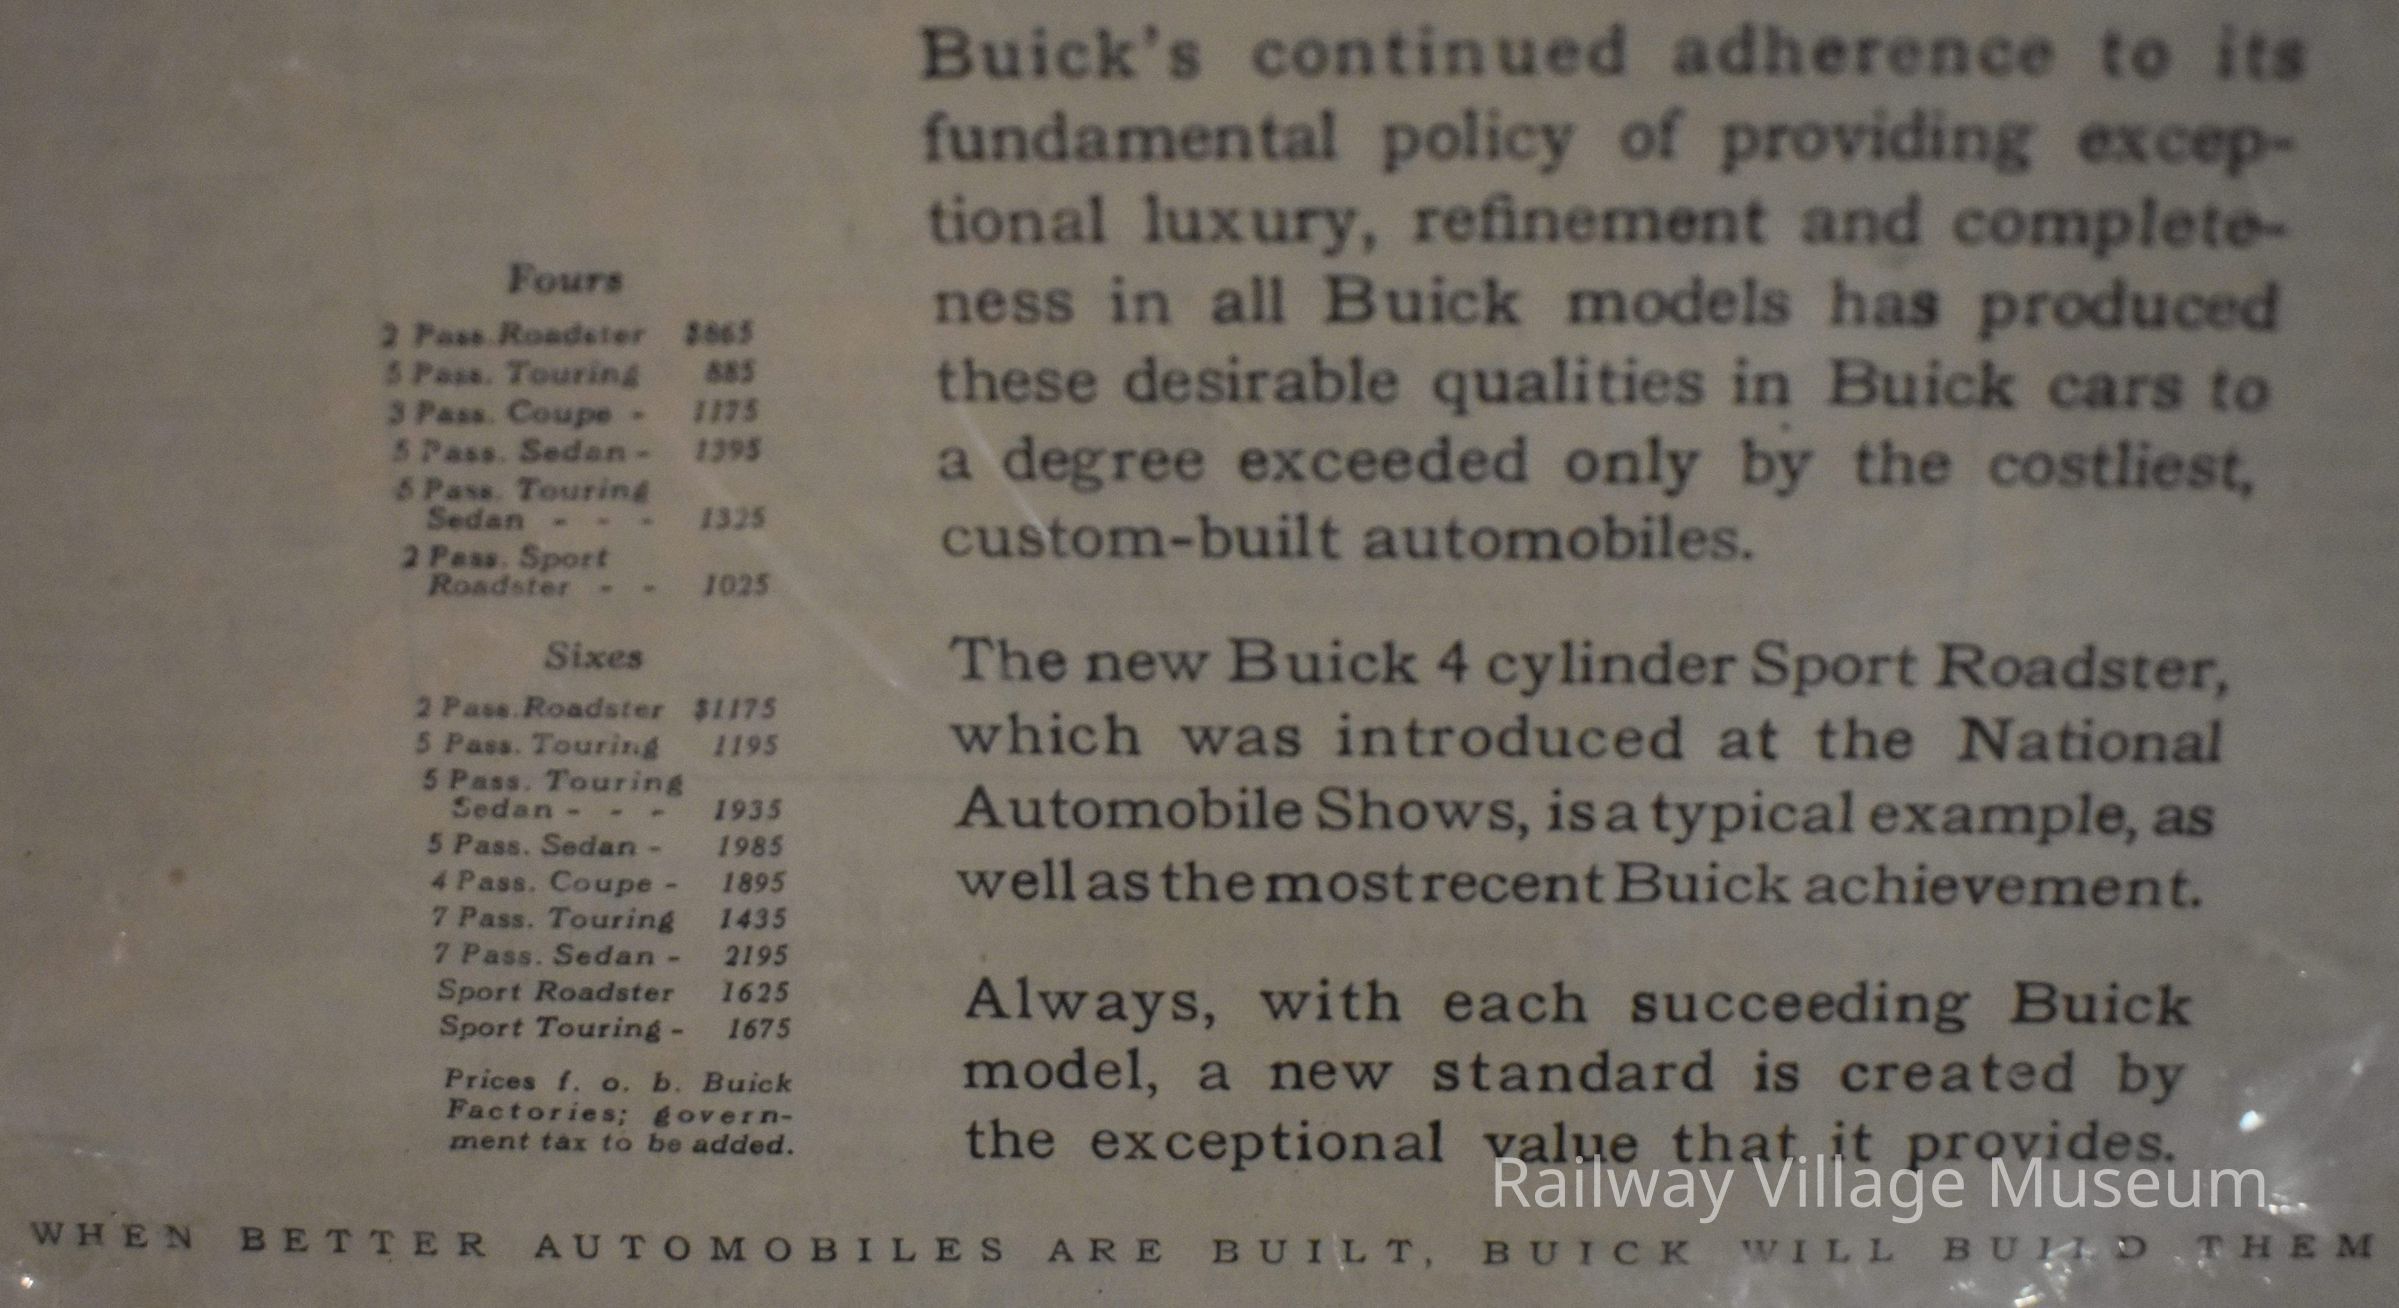 Fours
2 Pass. Roadster $865
5 Pass. Touring 885
3 Pass. Coupe - 1175
5 Pass. Sedan - 1395
5 Pass. Touring
Sedan - - - 1325
2 Pass. Sport
Roadster - - 1025
Sixes
2 Pass. Roadster $1175
5 Pass. Touring 1195
5 Pass. Touring
Sedan - - - 1935
5 Pass. Sedan - 1985
4 Pass. Coupe - 1895
7 Pass. Touring 1435
7 Pass. Sedan - 2195
Sport Roadster 1625
Sport Touring - 1675
Prices f. o. b. Buick
Factories; govern-
ment tax to be added.
Buick's continued adherence to its
fundamental policy of providing excep-
tional luxury, refinement and complete-
ness in all Buick models has produced
these desirable qualities in Buick cars to
a degree exceeded only by the costliest,
custom-built automobiles.
The new Buick 4 cylinder Sport Roadster,
which was introduced at the National
Automobile Shows, is a typical example, as
well as the most recent Buick achievement.
Always, with each succeeding Buick
model, a new standard is created by
the exceptional value that it provides.
Railway Village Museum
WHEN BETTER AUTOMOBILES ARE BUILT, BUICK WILL BUILD THEM